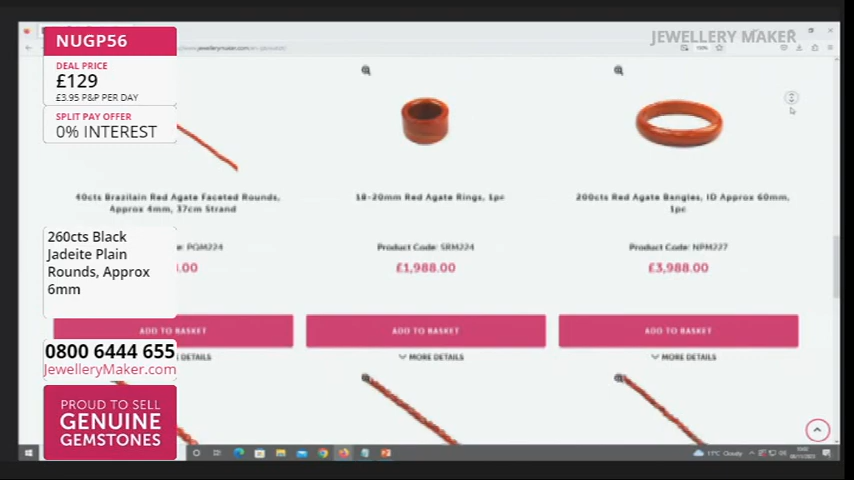 JEWELLERY MAKER
NUGP56
DEAL PRICE
£129
£3.95 P&P PER DAY
SPLIT PAY OFFER
0% INTEREST
40cts Brazilain Red Agate Faceted Rounds,
Approx 4mm, 37cm Strand
18-20mm Red Agate Rings, 1pc
200cts Red Agate Bangles, ID Approx 60mm,
1pc
260cts Black
Jadeite Plain
Rounds, Approx
6mm
Product Code: SRM224
Product Code: NPM227
£1,988.00
£3,988.00
ADD TO BASKET
ADD TO BASKET
ADD TO BASKET
MORE DETAILS
MORE DETAILS
0800 6444 655
JewelleryMaker.com
PROUD TO SELL
GENUINE
GEMSTONES
11°C Cloudy